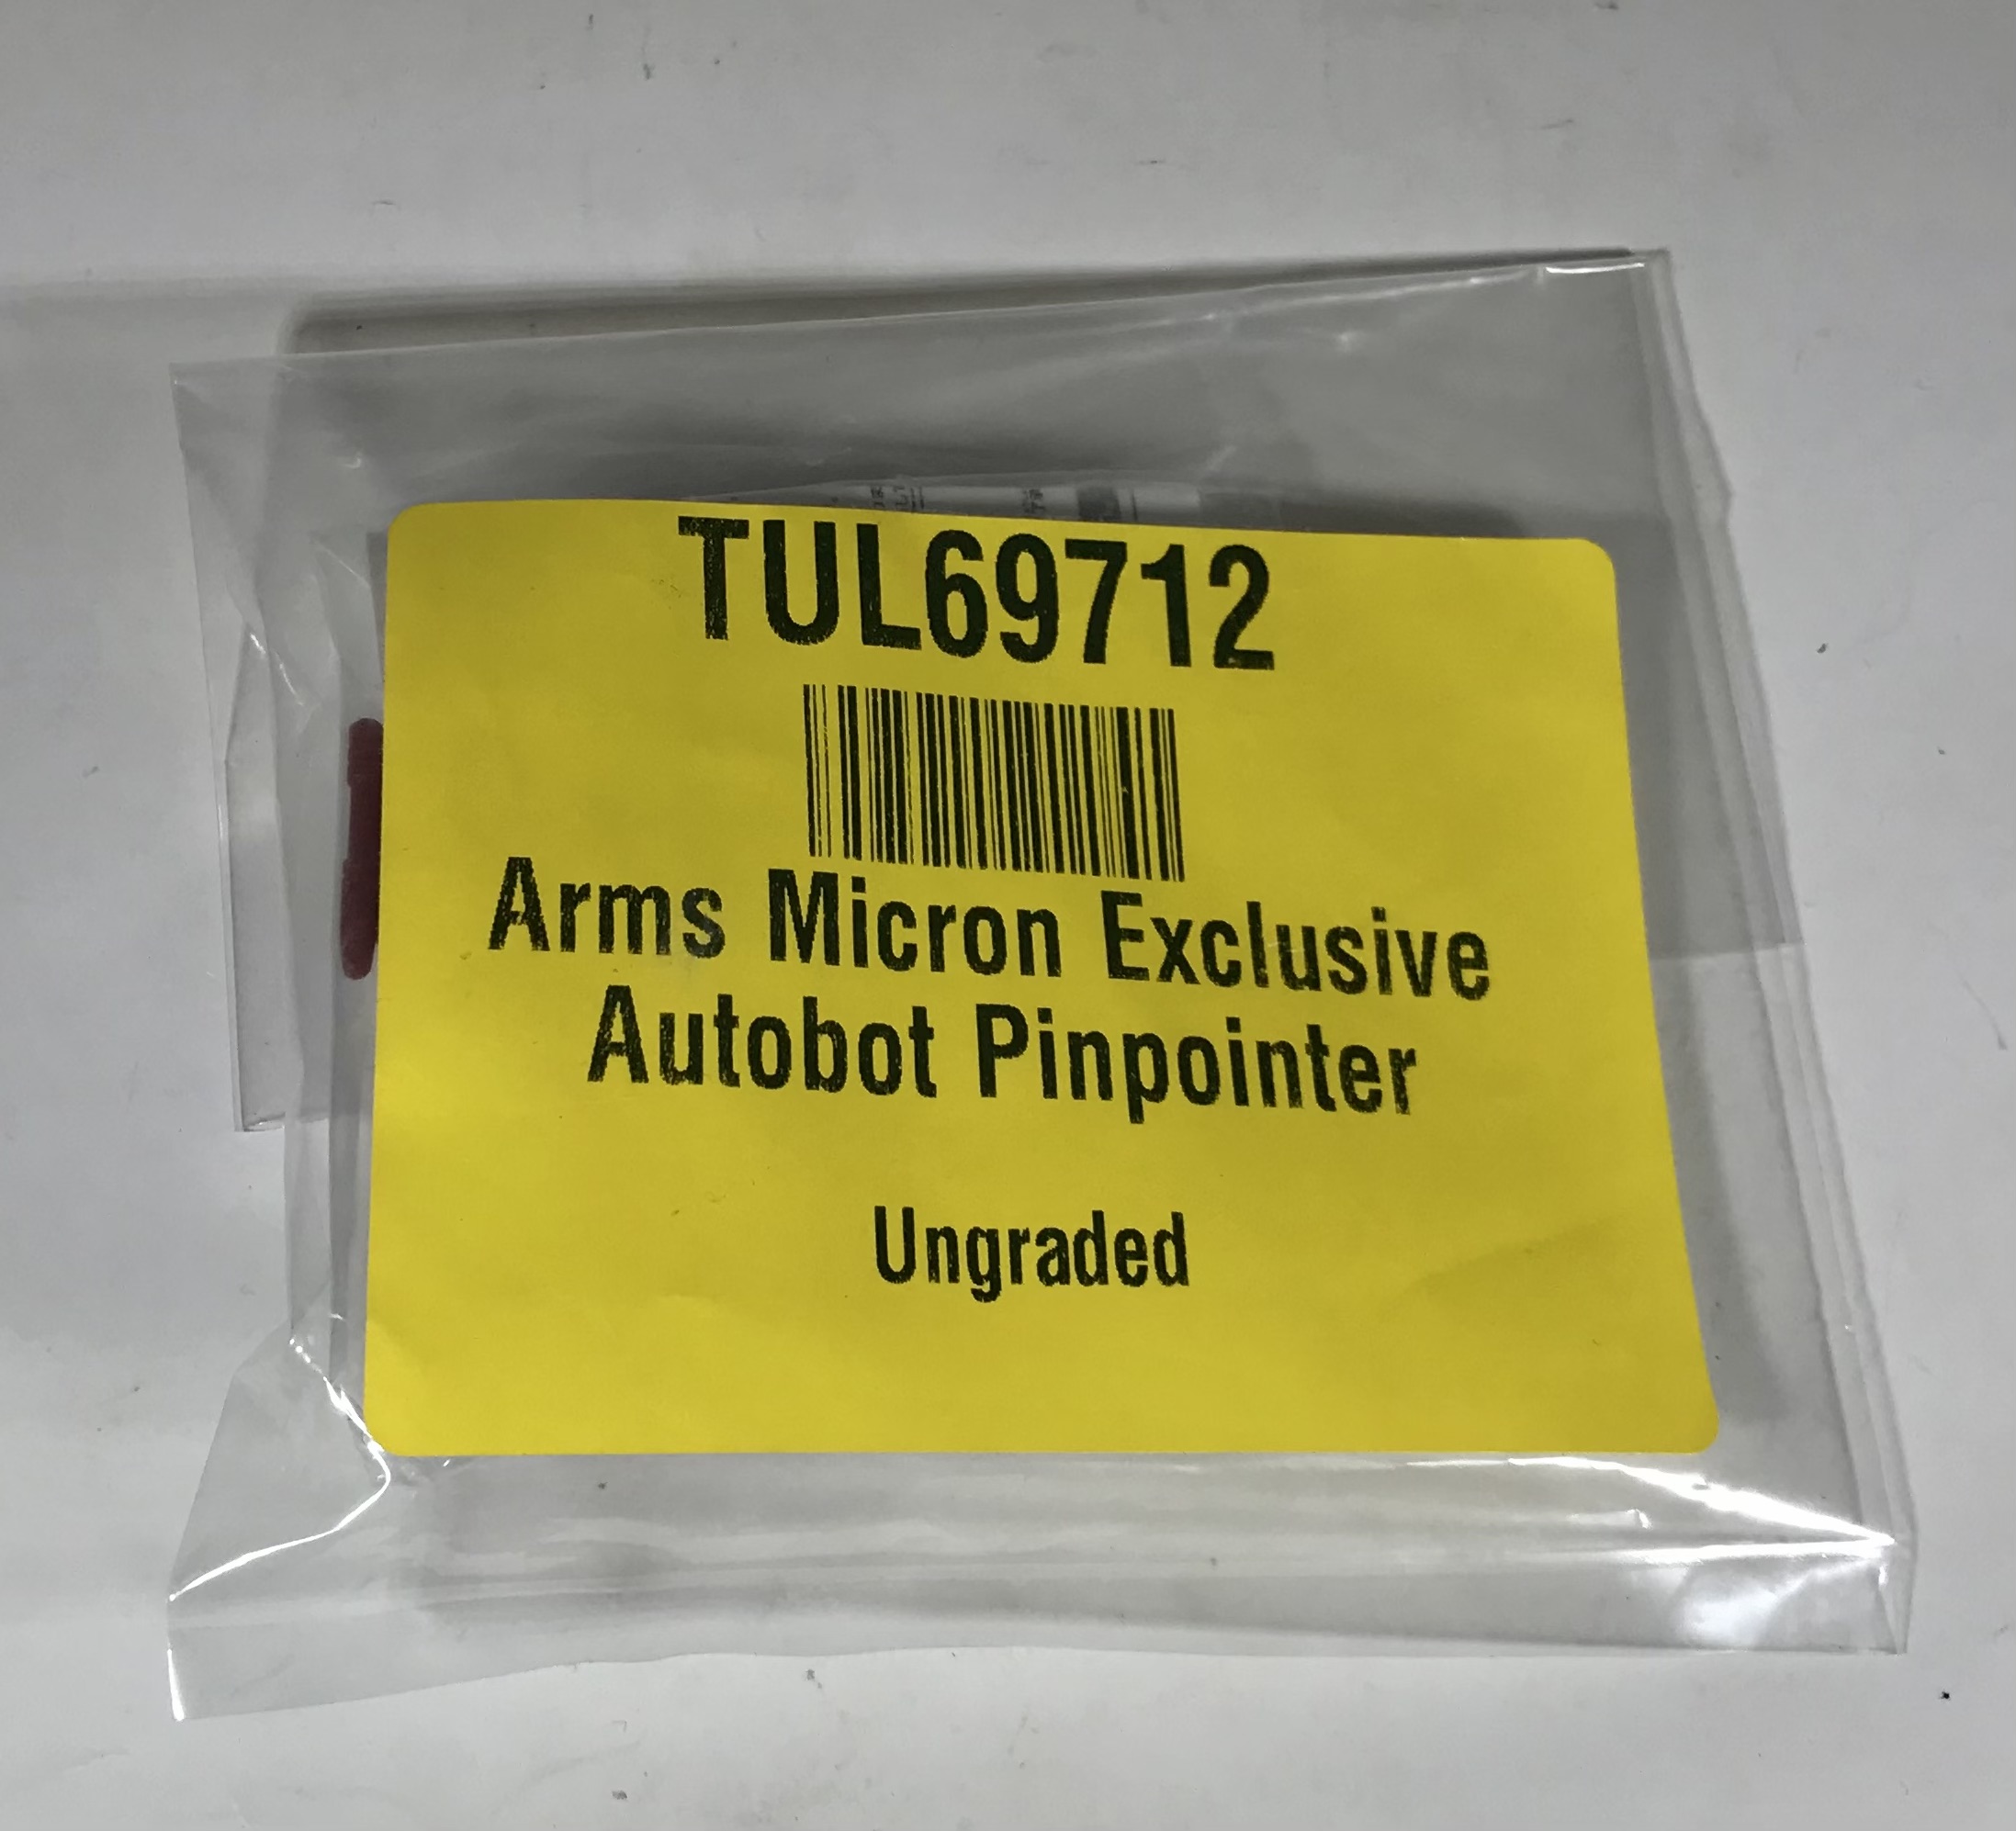 TUL69712
Arms Micron Exclusive
Autobot Pinpointer
Ungraded